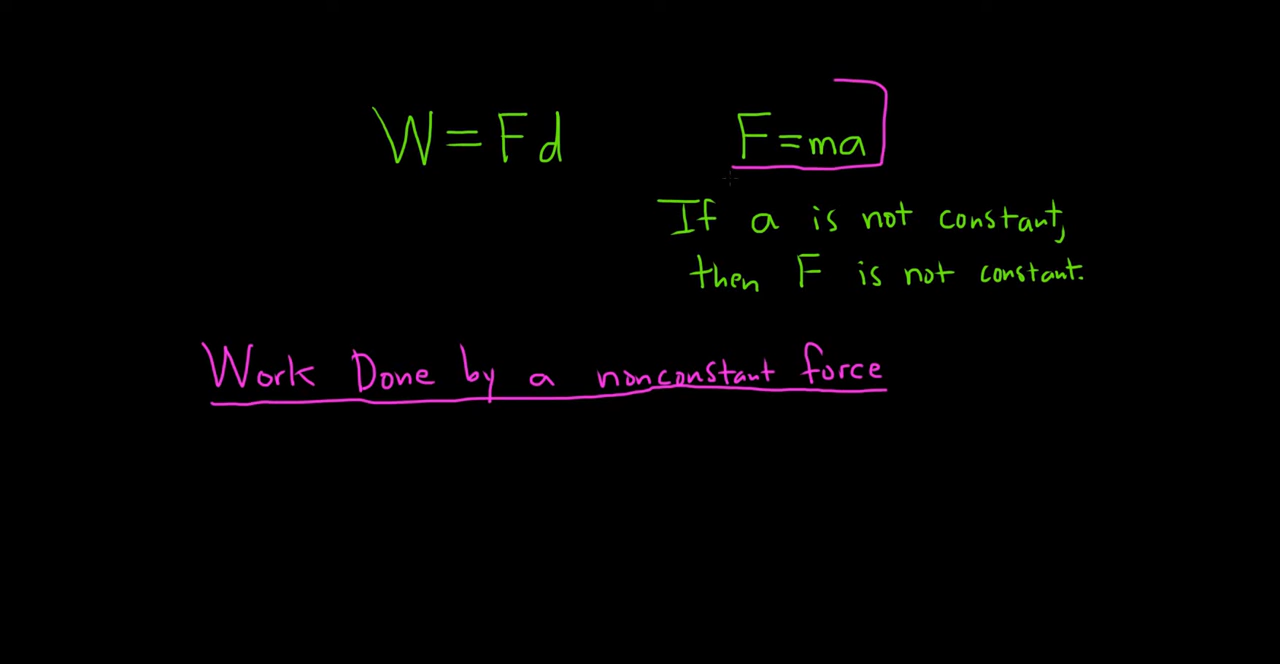 W = Fd
F = ma
If a is not constant,
then F is not constant.
Work Done by a nonconstant force